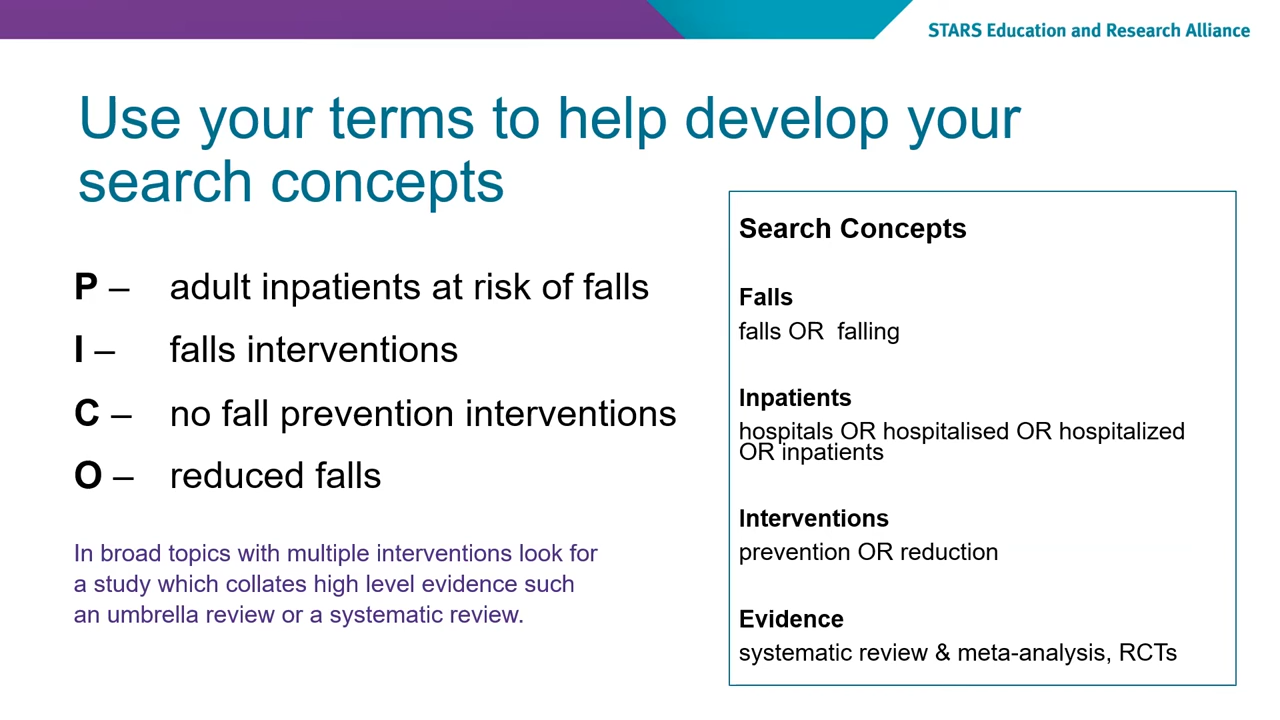 STARS Education and Research Alliance
Use your terms to help develop your
search concepts
P – adult inpatients at risk of falls
I – falls interventions
C – no fall prevention interventions
O – reduced falls
In broad topics with multiple interventions look for
a study which collates high level evidence such
an umbrella review or a systematic review.
Search Concepts
Falls
falls OR falling
Inpatients
hospitals OR hospitalised OR hospitalized
OR inpatients
Interventions
prevention OR reduction
Evidence
systematic review & meta-analysis, RCTs